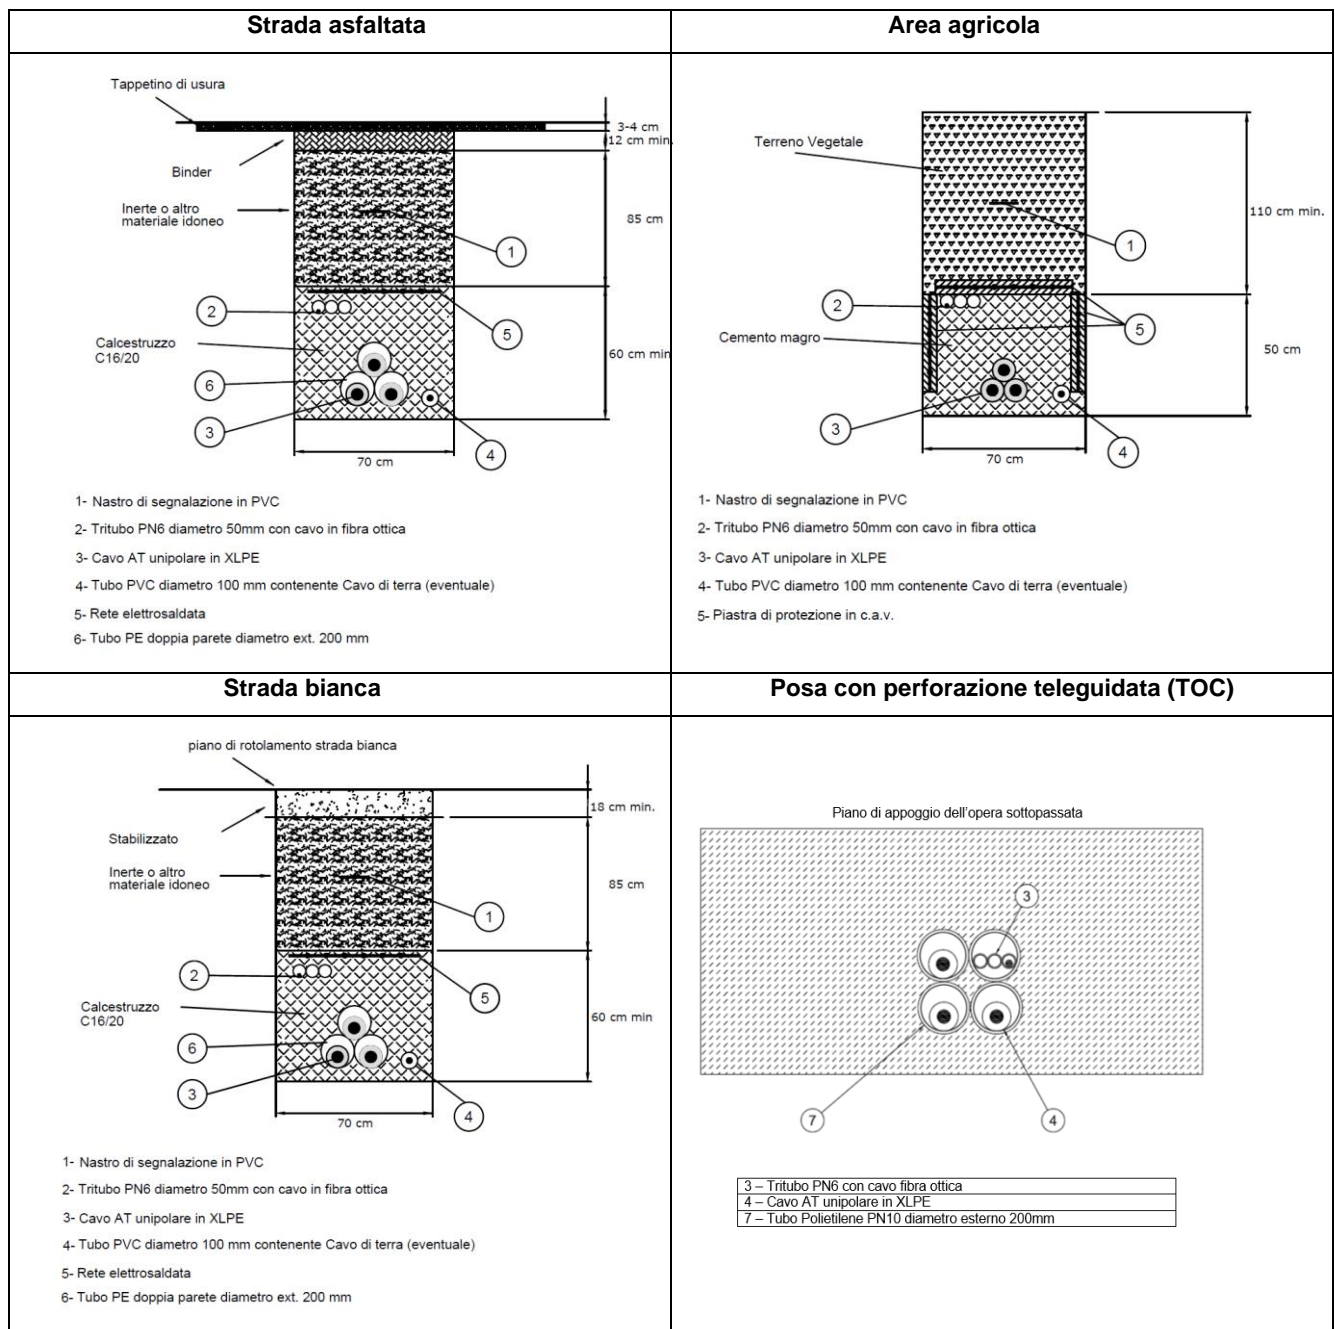 Strada asfaltata
Tappetino di usura
3-4 cm
12 cm min.
Binder
Inerte o altro
materiale idoneo
85 cm
1
2
5
Calcestruzzo
C16/20
60 cm min
6
3
4
70 cm
1- Nastro di segnalazione in PVC
2- Tritubo PN6 diametro 50mm con cavo in fibra ottica
3- Cavo AT unipolare in XLPE
4- Tubo PVC diametro 100 mm contenente Cavo di terra (eventuale)
5- Rete elettrosaldata
6- Tubo PE doppia parete diametro ext. 200 mm
Area agricola
Terreno Vegetale
110 cm min.
1
2
5
Cemento magro
50 cm
3
4
70 cm
1- Nastro di segnalazione in PVC
2- Tritubo PN6 diametro 50mm con cavo in fibra ottica
3- Cavo AT unipolare in XLPE
4- Tubo PVC diametro 100 mm contenente Cavo di terra (eventuale)
5- Piastra di protezione in c.a.v.
Strada bianca
piano di rotolamento strada bianca
18 cm min.
Stabilizzato
Inerte o altro
materiale idoneo
85 cm
1
2
5
Calcestruzzo
C16/20
60 cm min
6
3
4
70 cm
1- Nastro di segnalazione in PVC
2- Tritubo PN6 diametro 50mm con cavo in fibra ottica
3- Cavo AT unipolare in XLPE
4- Tubo PVC diametro 100 mm contenente Cavo di terra (eventuale)
5- Rete elettrosaldata
6- Tubo PE doppia parete diametro ext. 200 mm
Posa con perforazione teleguidata (TOC)
Piano di appoggio dell'opera sottopassata
3
7
4
3 – Tritubo PN6 con cavo fibra ottica
4 – Cavo AT unipolare in XLPE
7 – Tubo Polietilene PN10 diametro esterno 200mm